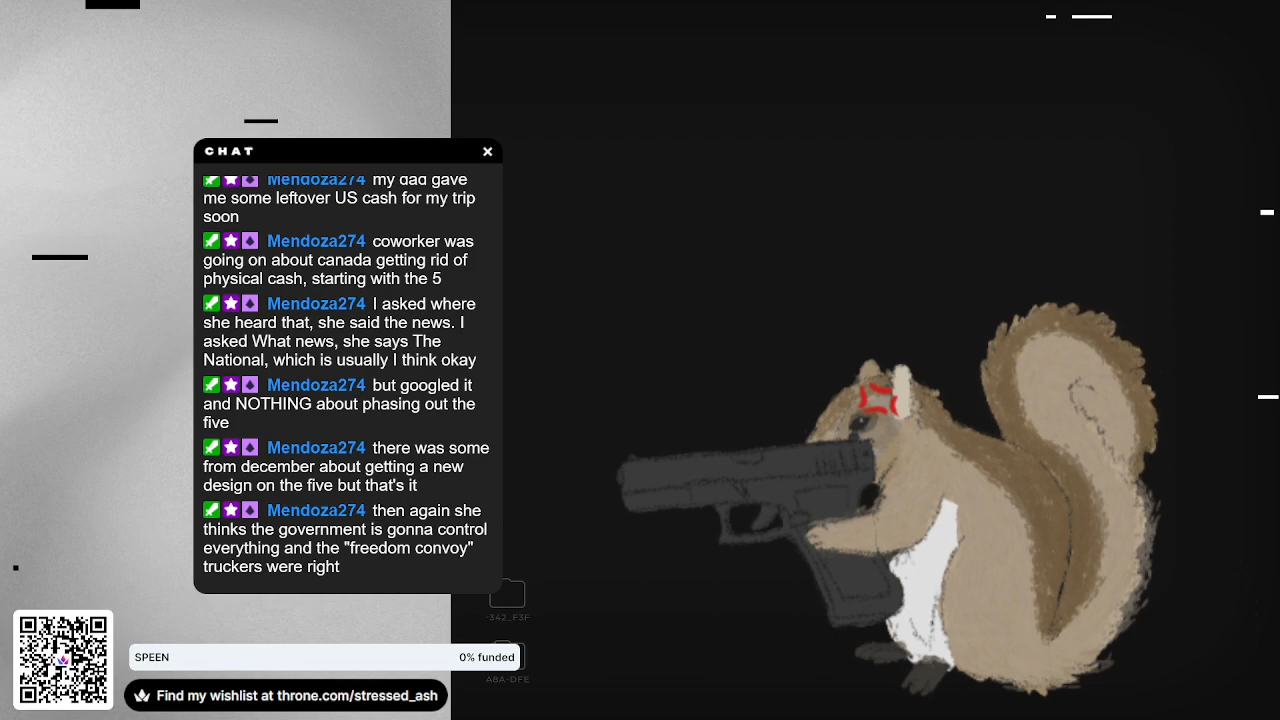 CHAT
Mendoza274 my dad gave
me some leftover US cash for my trip
soon
Mendoza274 coworker was
going on about canada getting rid of
physical cash, starting with the 5
Mendoza274 I asked where
she heard that, she said the news. I
asked What news, she says The
National, which is usually I think okay
Mendoza274 but googled it
and NOTHING about phasing out the
five
Mendoza274 there was some
from december about getting a new
design on the five but that's it
Mendoza274 then again she
thinks the government is gonna control
everything and the "freedom convoy"
truckers were right
-342_F3F
SPEEN 0% funded
A8A-DFE
Find my wishlist at throne.com/stressed_ash